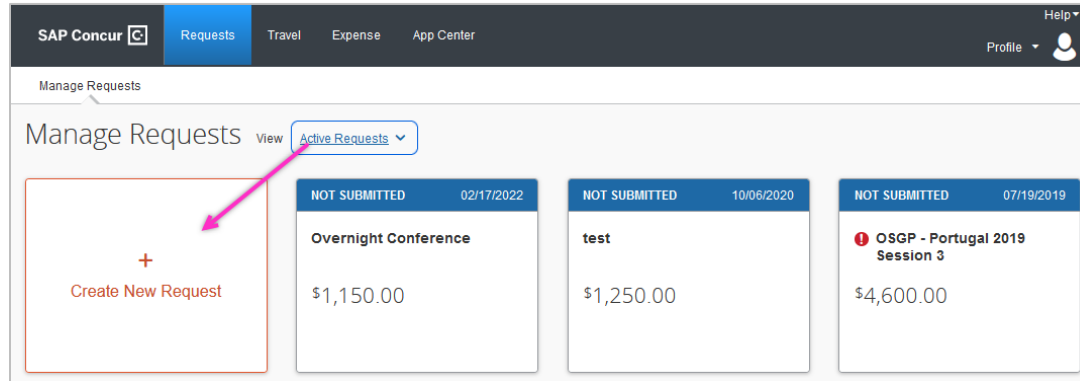 Help
SAP Concur C Requests Travel Expense App Center
Profile
Manage Requests
Manage Requests View Active Requests
NOT SUBMITTED 02/17/2022
Overnight Conference
$1,150.00
NOT SUBMITTED 10/06/2020
test
$1,250.00
NOT SUBMITTED 07/19/2019
OSGP - Portugal 2019
Session 3
$4,600.00
+
Create New Request